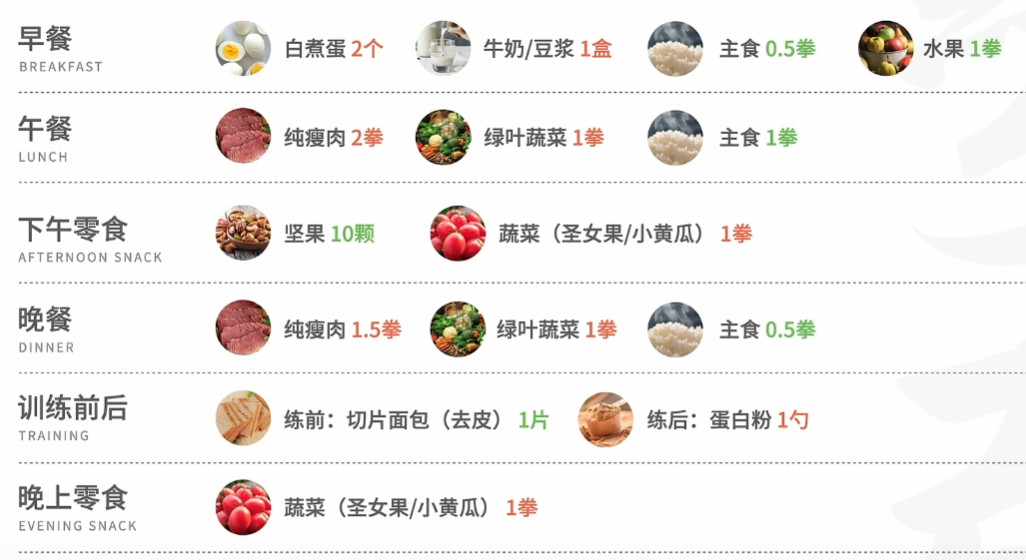 早餐 白煮蛋 2个 牛奶/豆浆 1盒 主食 0.5拳 水果 1拳
BREAKFAST
午餐 纯瘦肉 2拳 绿叶蔬菜 1拳 主食 1拳
LUNCH
下午零食 坚果 10颗 蔬菜（圣女果/小黄瓜） 1拳
AFTERNOON SNACK
晚餐 纯瘦肉 1.5拳 绿叶蔬菜 1拳 主食 0.5拳
DINNER
训练前后 练前：切片面包（去皮） 1片 练后：蛋白粉 1勺
TRAINING
晚上零食 蔬菜（圣女果/小黄瓜） 1拳
EVENING SNACK